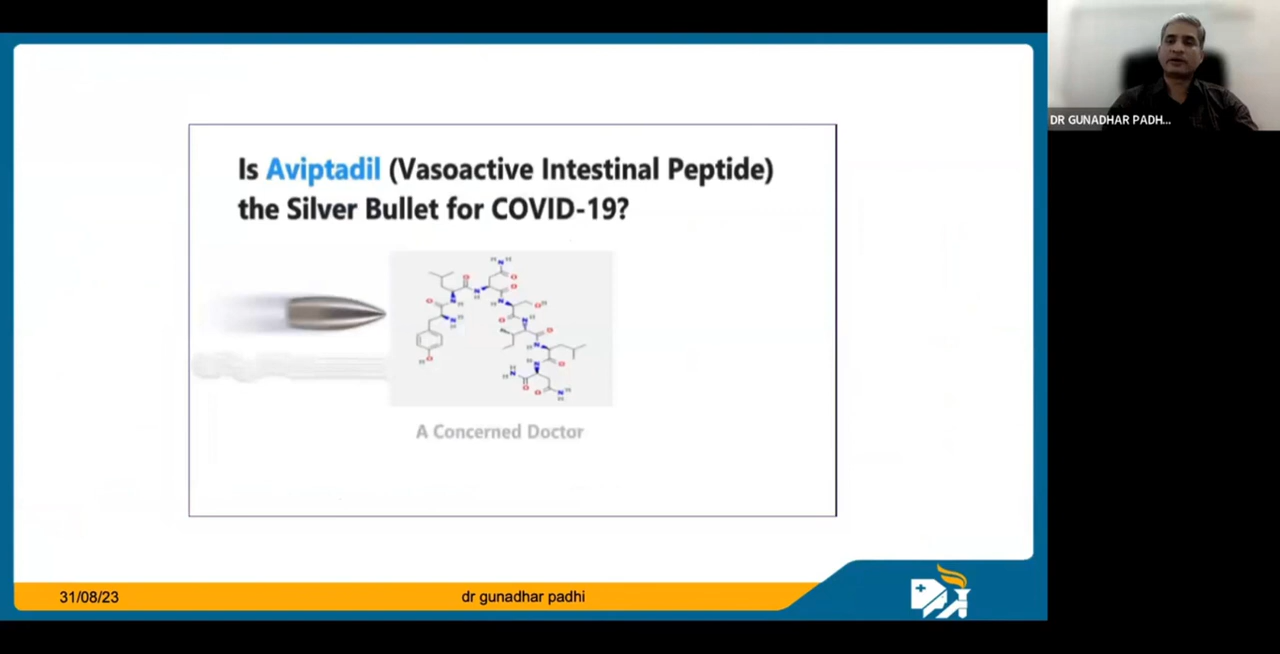 Is Aviptadil (Vasoactive Intestinal Peptide)
the Silver Bullet for COVID-19?
A Concerned Doctor
31/08/23
dr gunadhar padhi
DR GUNADHAR PADH...